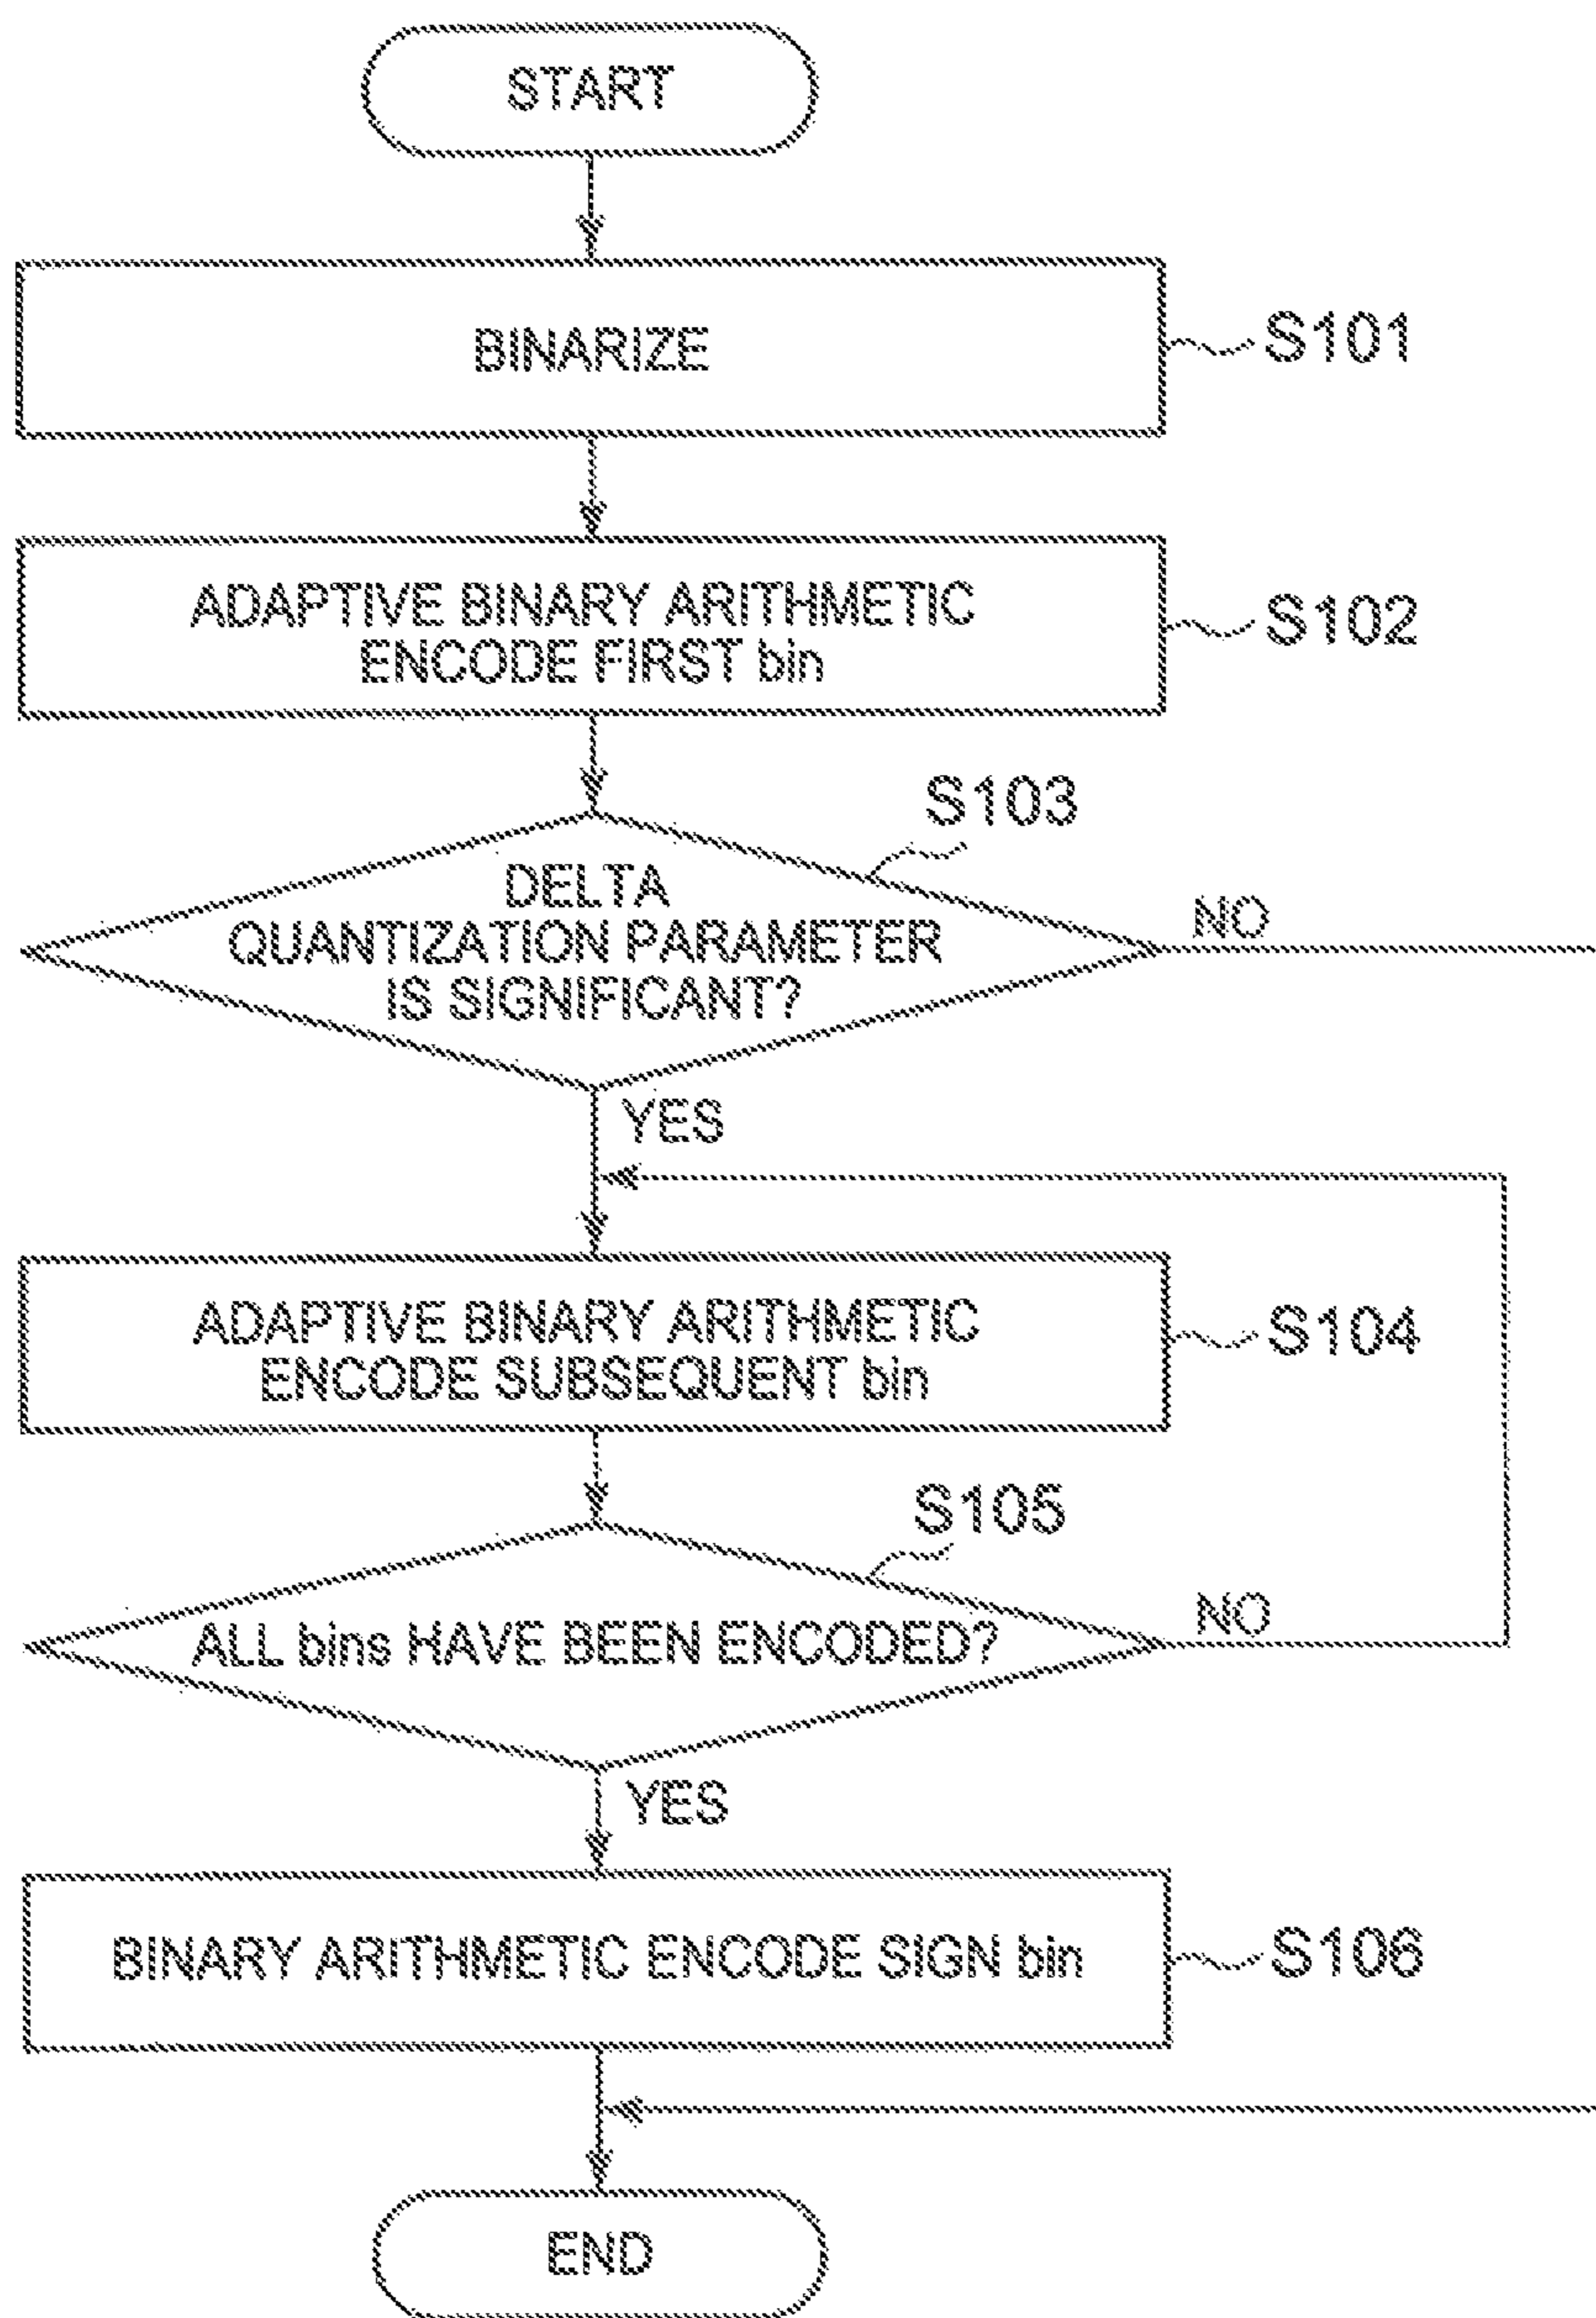 START
BINARIZE
S101
ADAPTIVE BINARY ARITHMETIC
ENCODE FIRST bin
S102
S103
DELTA
QUANTIZATION PARAMETER
IS SIGNIFICANT?
NO
YES
ADAPTIVE BINARY ARITHMETIC
ENCODE SUBSEQUENT bin
S104
S105
ALL bins HAVE BEEN ENCODED?
NO
YES
BINARY ARITHMETIC ENCODE SIGN bin
S106
END